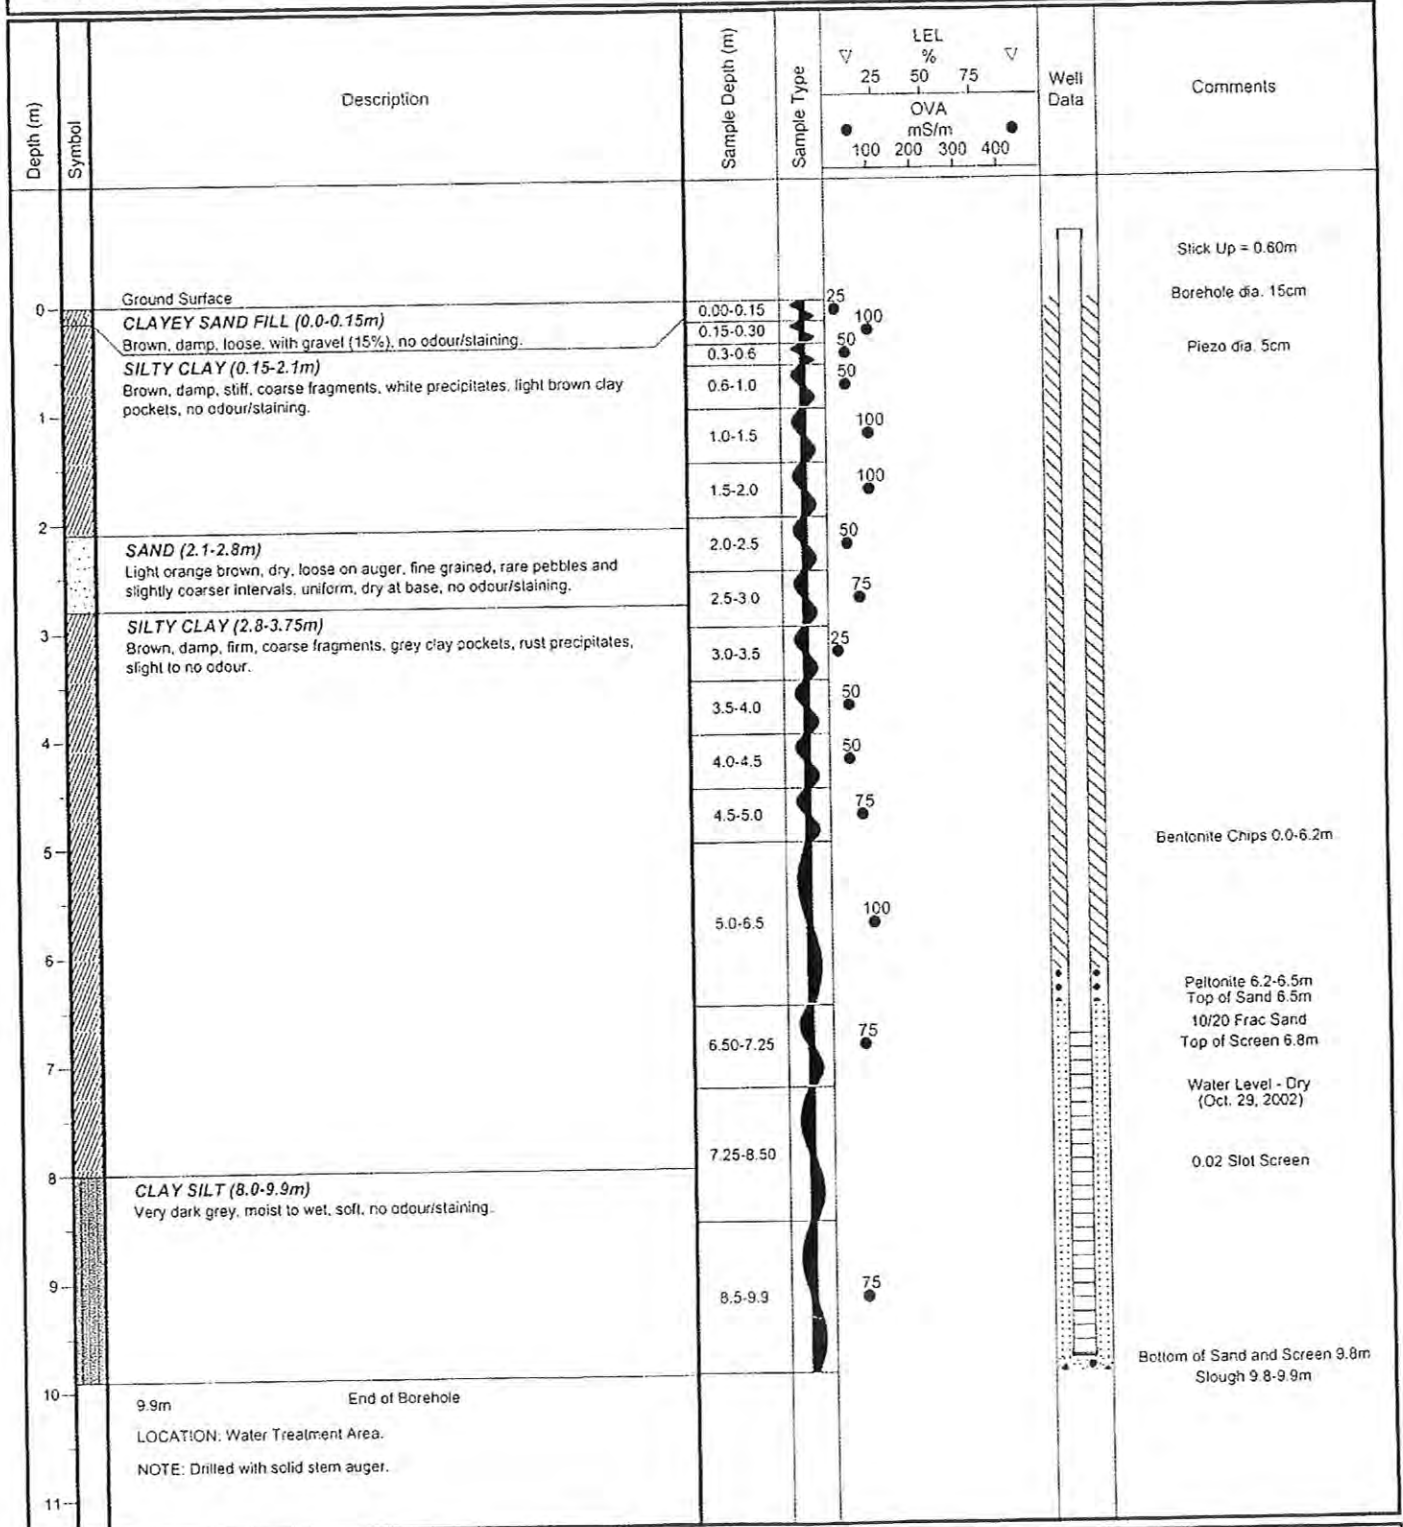 Depth (m)
Symbol
Description
Sample Depth (m)
Sample Type
LEL
%
25 50 75
OVA
mS/m
100 200 300 400
Well
Data
Comments
Stick Up = 0.60m
Borehole dia. 15cm
Piezo dia. 5cm
0
Ground Surface
CLAYEY SAND FILL (0.0-0.15m)
Brown, damp, loose, with gravel (15%), no odour/staining.
SILTY CLAY (0.15-2.1m)
Brown, damp, stiff, coarse fragments, white precipitates, light brown clay
pockets, no odour/staining.
0.00-0.15
25
0.15-0.30
100
0.3-0.6
50
0.6-1.0
50
1
1.0-1.5
100
1.5-2.0
100
2
SAND (2.1-2.8m)
Light orange brown, dry, loose on auger, fine grained, rare pebbles and
slightly coarser intervals, uniform, dry at base, no odour/staining.
2.0-2.5
50
2.5-3.0
75
3
SILTY CLAY (2.8-3.75m)
Brown, damp, firm, coarse fragments, grey clay pockets, rust precipitates,
slight to no odour.
3.0-3.5
25
3.5-4.0
50
4
4.0-4.5
50
4.5-5.0
75
Bentonite Chips 0.0-6.2m
5
5.0-6.5
100
6
Peltonite 6.2-6.5m
Top of Sand 6.5m
10/20 Frac Sand
Top of Screen 6.8m
6.50-7.25
75
7
Water Level - Dry
(Oct. 29, 2002)
7.25-8.50
0.02 Slot Screen
8
CLAY SILT (8.0-9.9m)
Very dark grey, moist to wet, soft, no odour/staining.
9
8.5-9.9
75
Bottom of Sand and Screen 9.8m
Slough 9.8-9.9m
10
9.9m End of Borehole
LOCATION: Water Treatment Area.
NOTE: Drilled with solid stem auger.
11